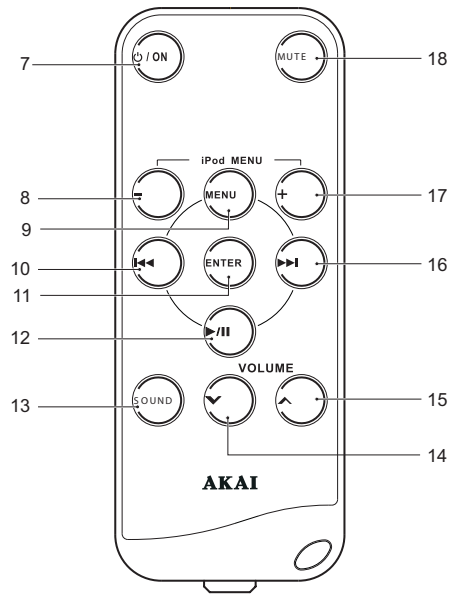 7 ⏻ / ON MUTE 18
iPod MENU
8 - MENU + 17
9
10 I◀◀ ENTER ▶▶I 16
11
12 ▶/II
VOLUME
13 SOUND 15
14
AKAI